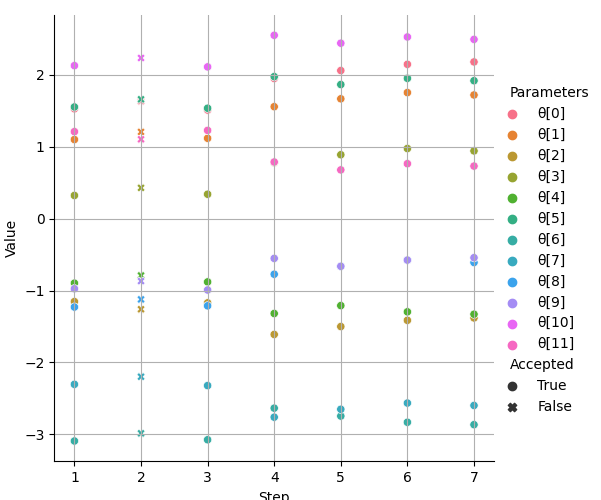 Value
2
1
0
−1
−2
−3
1 2 3 4 5 6 7
Step
Parameters
θ[0]
θ[1]
θ[2]
θ[3]
θ[4]
θ[5]
θ[6]
θ[7]
θ[8]
θ[9]
θ[10]
θ[11]
Accepted
True
False